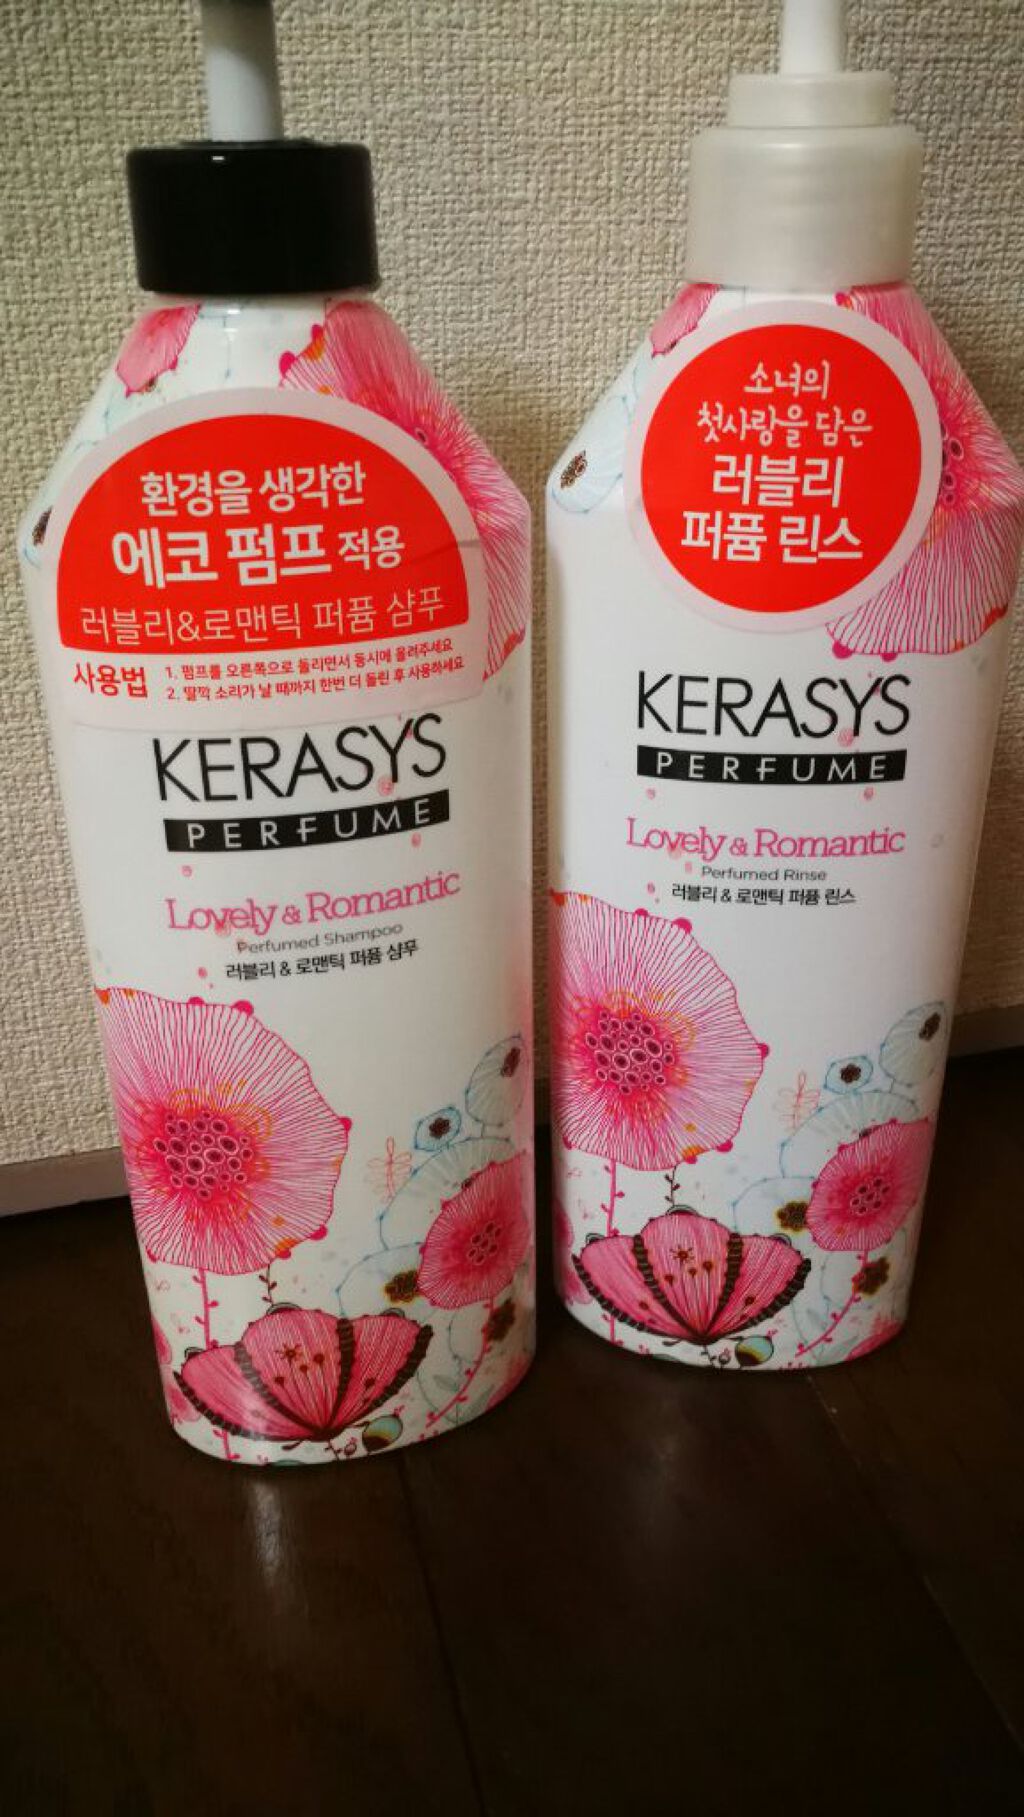 환경을 생각한
에코 펌프 적용
러블리&로맨틱 퍼퓸 샴푸
사용법
1. 펌프를 오른쪽으로 돌리면서 동시에 올려주세요
2. 딸깍 소리가 날 때까지 한번 더 돌린 후 사용하세요
KERASYS
PERFUME
Lovely & Romantic
Perfumed Shampoo
러블리 & 로맨틱 퍼퓸 샴푸
소녀의
첫사랑을 담은
러블리
퍼퓸 린스
KERASYS
PERFUME
Lovely & Romantic
Perfumed Rinse
러블리 & 로맨틱 퍼퓸 린스